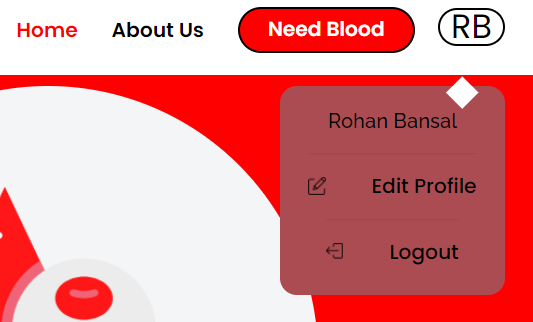 Home About Us Need Blood RB
Rohan Bansal
Edit Profile
Logout